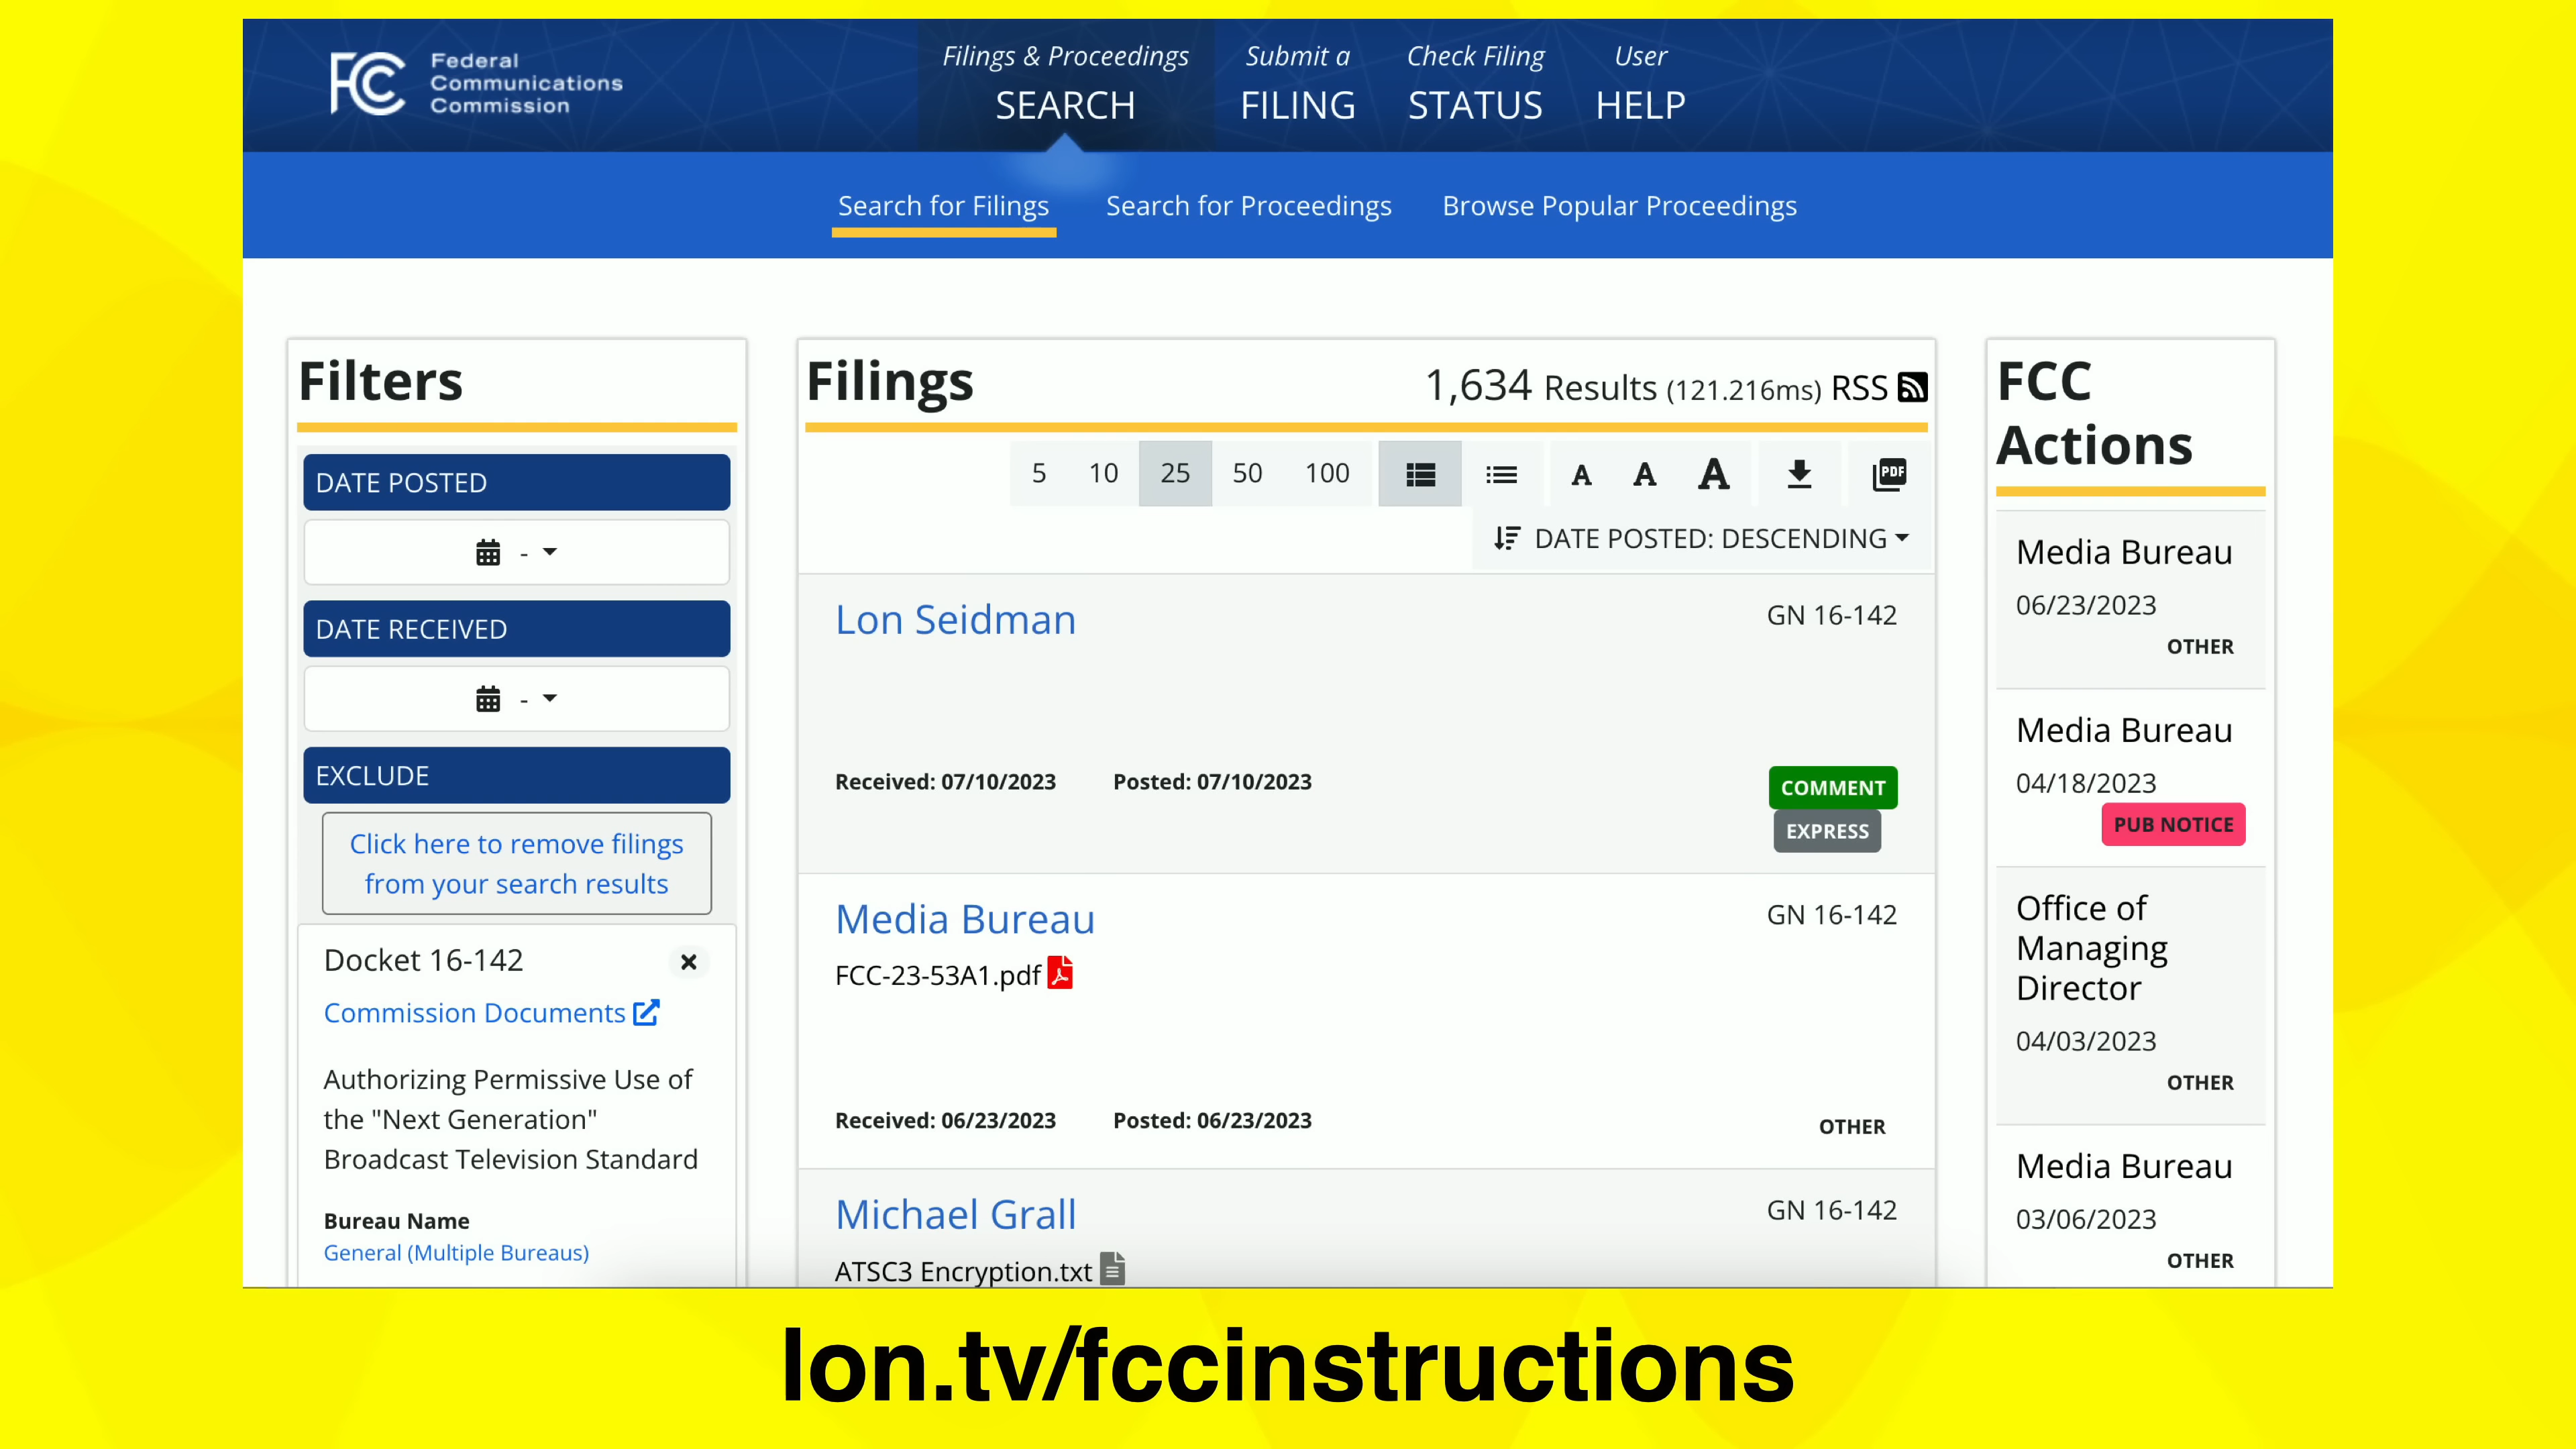 FCC Federal
Communications
Commission
Filings & Proceedings
SEARCH
Submit a
FILING
Check Filing
STATUS
User
HELP
Search for Filings
Search for Proceedings
Browse Popular Proceedings
Filters
DATE POSTED
-
DATE RECEIVED
-
EXCLUDE
Click here to remove filings
from your search results
Docket 16-142
Commission Documents
Authorizing Permissive Use of
the "Next Generation"
Broadcast Television Standard
Bureau Name
General (Multiple Bureaus)
Filings
1,634 Results (121.216ms) RSS
5 10 25 50 100 A A A PDF
DATE POSTED: DESCENDING
Lon Seidman
GN 16-142
Received: 07/10/2023 Posted: 07/10/2023
COMMENT
EXPRESS
Media Bureau
GN 16-142
FCC-23-53A1.pdf
Received: 06/23/2023 Posted: 06/23/2023
OTHER
Michael Grall
GN 16-142
ATSC3 Encryption.txt
FCC
Actions
Media Bureau
06/23/2023
OTHER
Media Bureau
04/18/2023
PUB NOTICE
Office of
Managing
Director
04/03/2023
OTHER
Media Bureau
03/06/2023
OTHER
lon.tv/fccinstructions